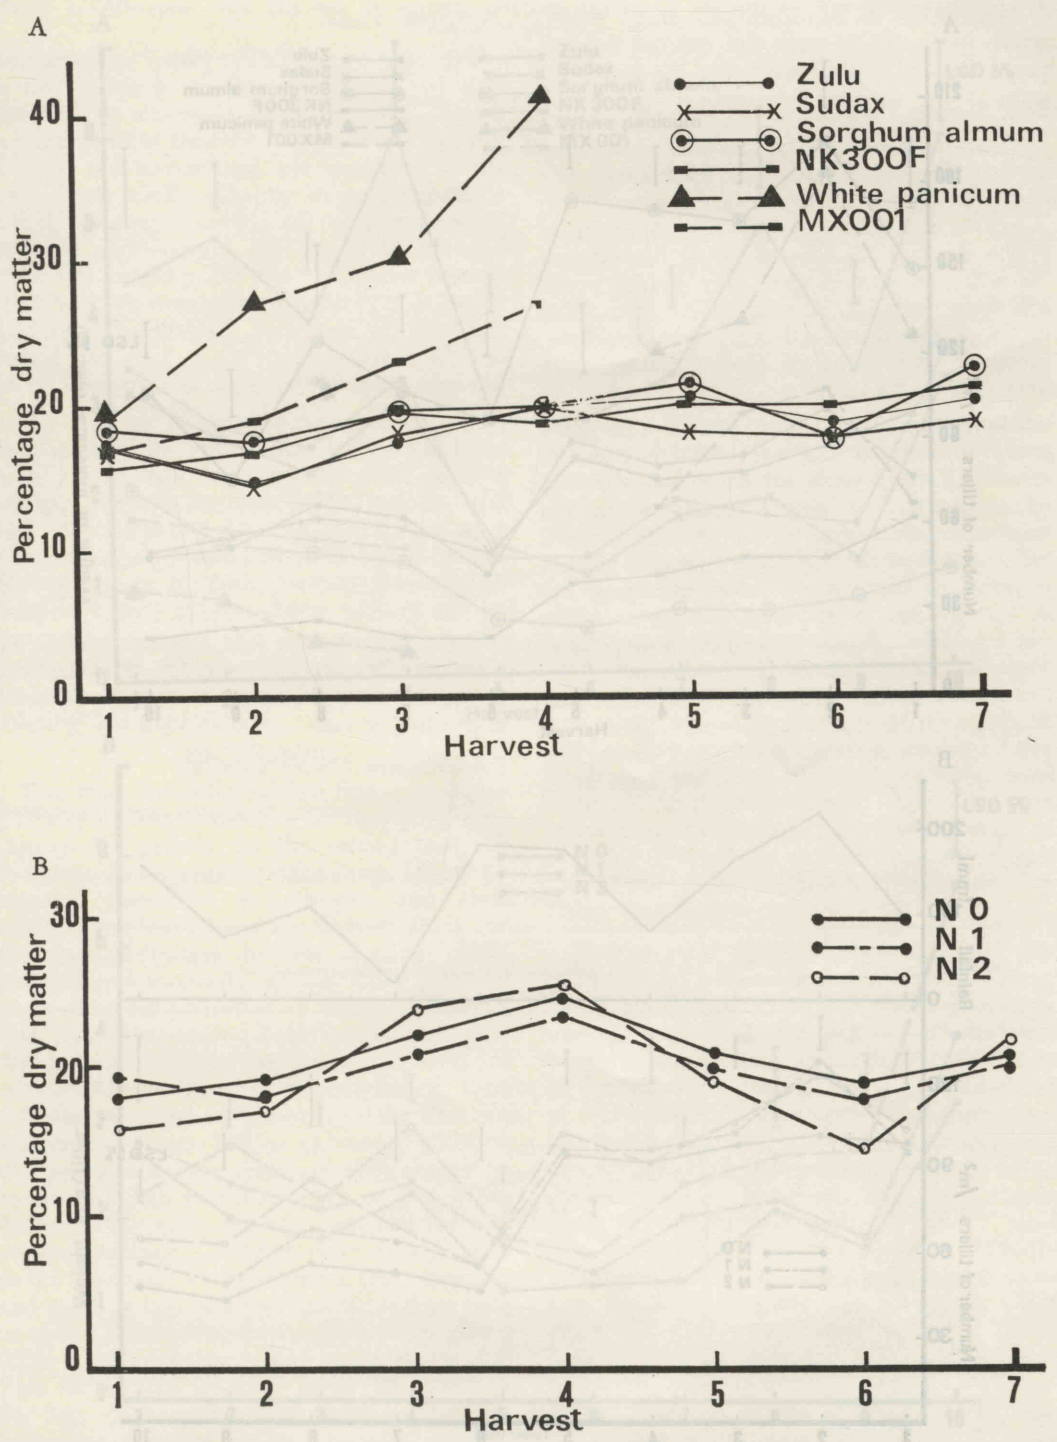 A
Zulu
Sudax
Sorghum almum
NK300F
White panicum
MX001
Percentage dry matter
40
30
20
10
0
1 2 3 4 5 6 7
Harvest
B
N 0
N 1
N 2
Percentage dry matter
30
20
10
0
1 2 3 4 5 6 7
Harvest